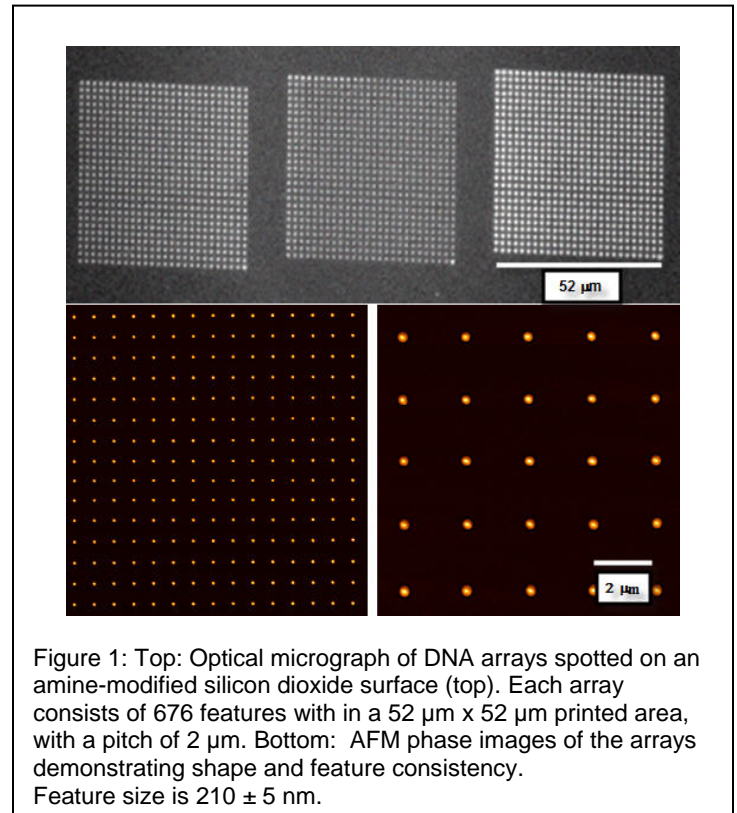 52 µm
2 µm
Figure 1: Top: Optical micrograph of DNA arrays spotted on an
amine-modified silicon dioxide surface (top). Each array
consists of 676 features with in a 52 µm x 52 µm printed area,
with a pitch of 2 µm. Bottom:  AFM phase images of the arrays
demonstrating shape and feature consistency.
Feature size is 210 ± 5 nm.